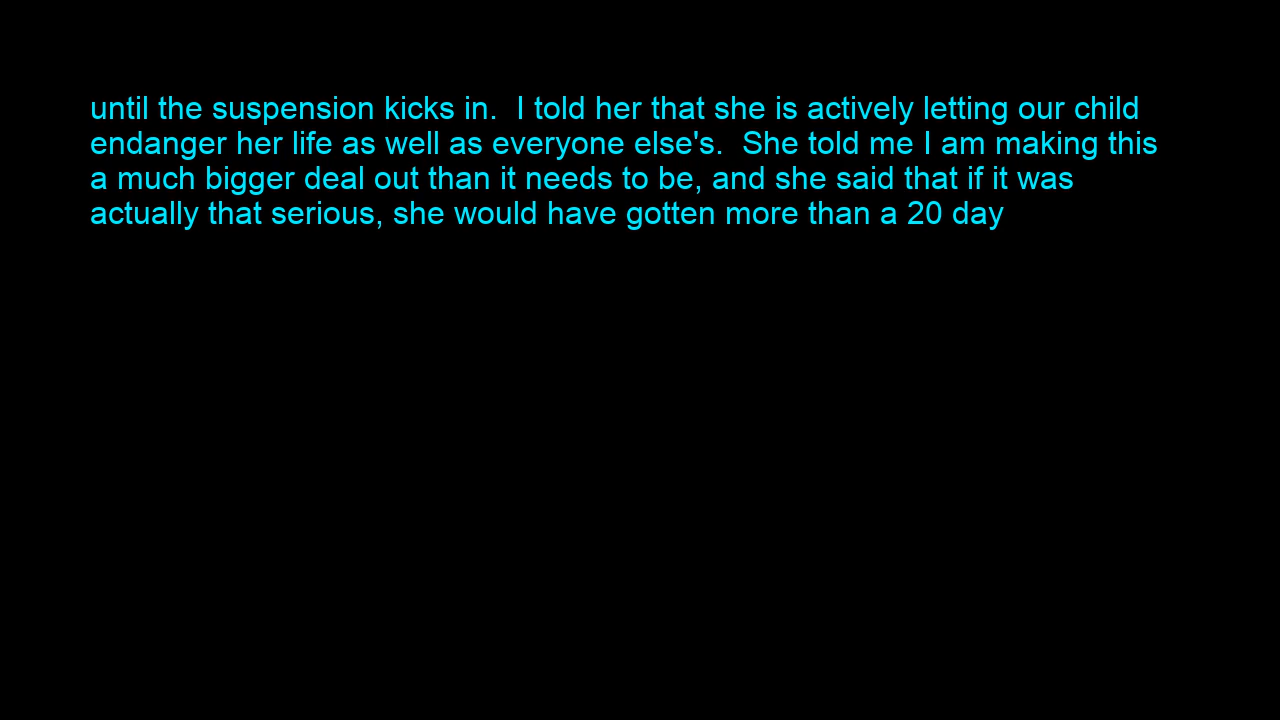 until the suspension kicks in.  I told her that she is actively letting our child
endanger her life as well as everyone else's.  She told me I am making this
a much bigger deal out than it needs to be, and she said that if it was
actually that serious, she would have gotten more than a 20 day